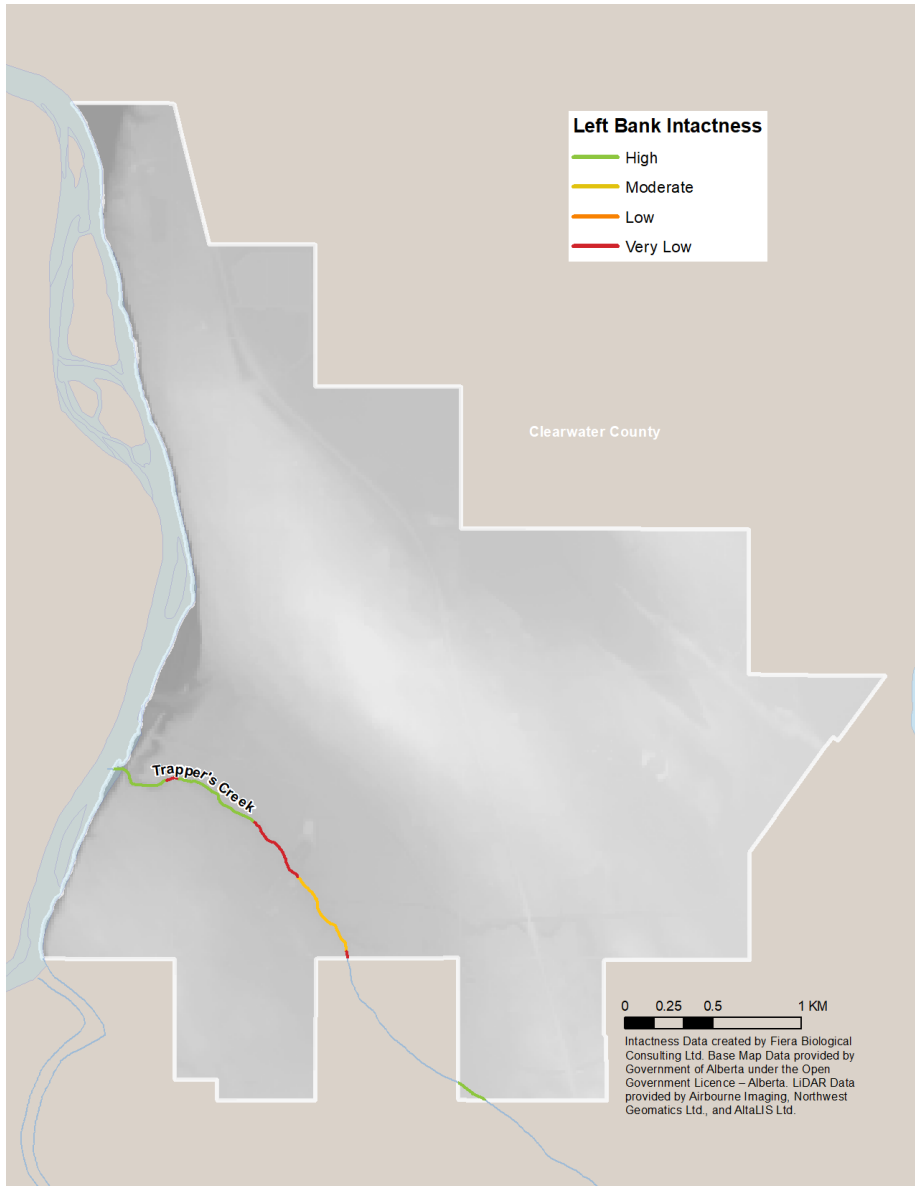 Left Bank Intactness
High
Moderate
Low
Very Low
Clearwater County
Trapper's Creek
0 0.25 0.5 1 KM
Intactness Data created by Fiera Biological
Consulting Ltd. Base Map Data provided by
Government of Alberta under the Open
Government Licence – Alberta. LiDAR Data
provided by Airbourne Imaging, Northwest
Geomatics Ltd., and AltaLIS Ltd.